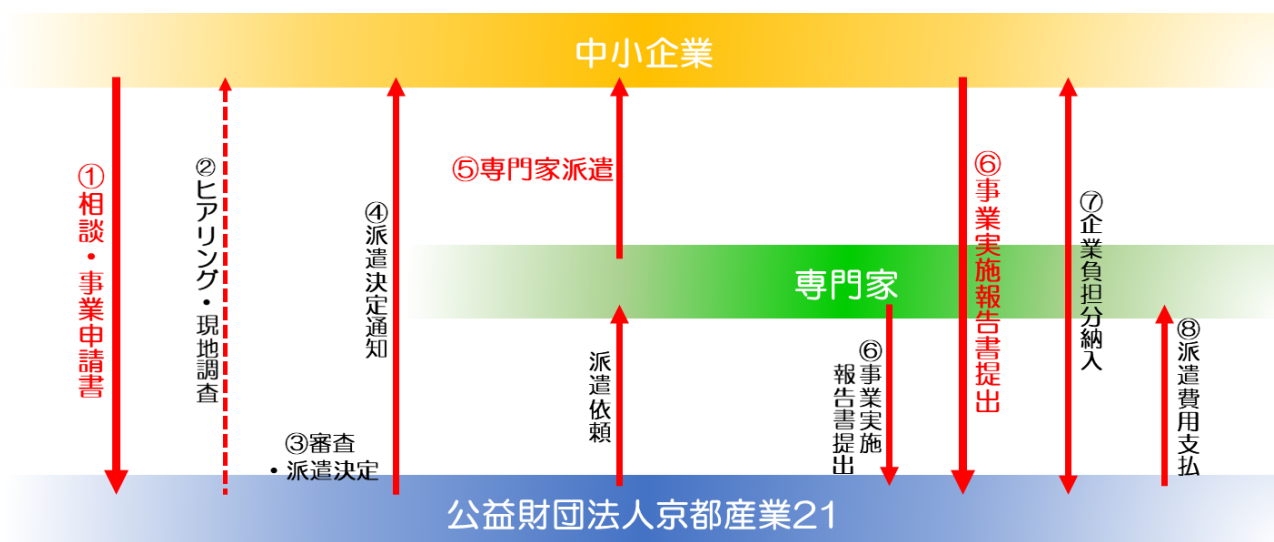 中小企業
①相談・事業申請書
②ヒアリング・現地調査
③審査
・派遣決定
④派遣決定通知
⑤専門家派遣
専門家
派遣依頼
⑥事業実施
報告書提出
⑥事業実施報告書提出
⑦企業負担分納入
⑧派遣費用支払
公益財団法人京都産業21